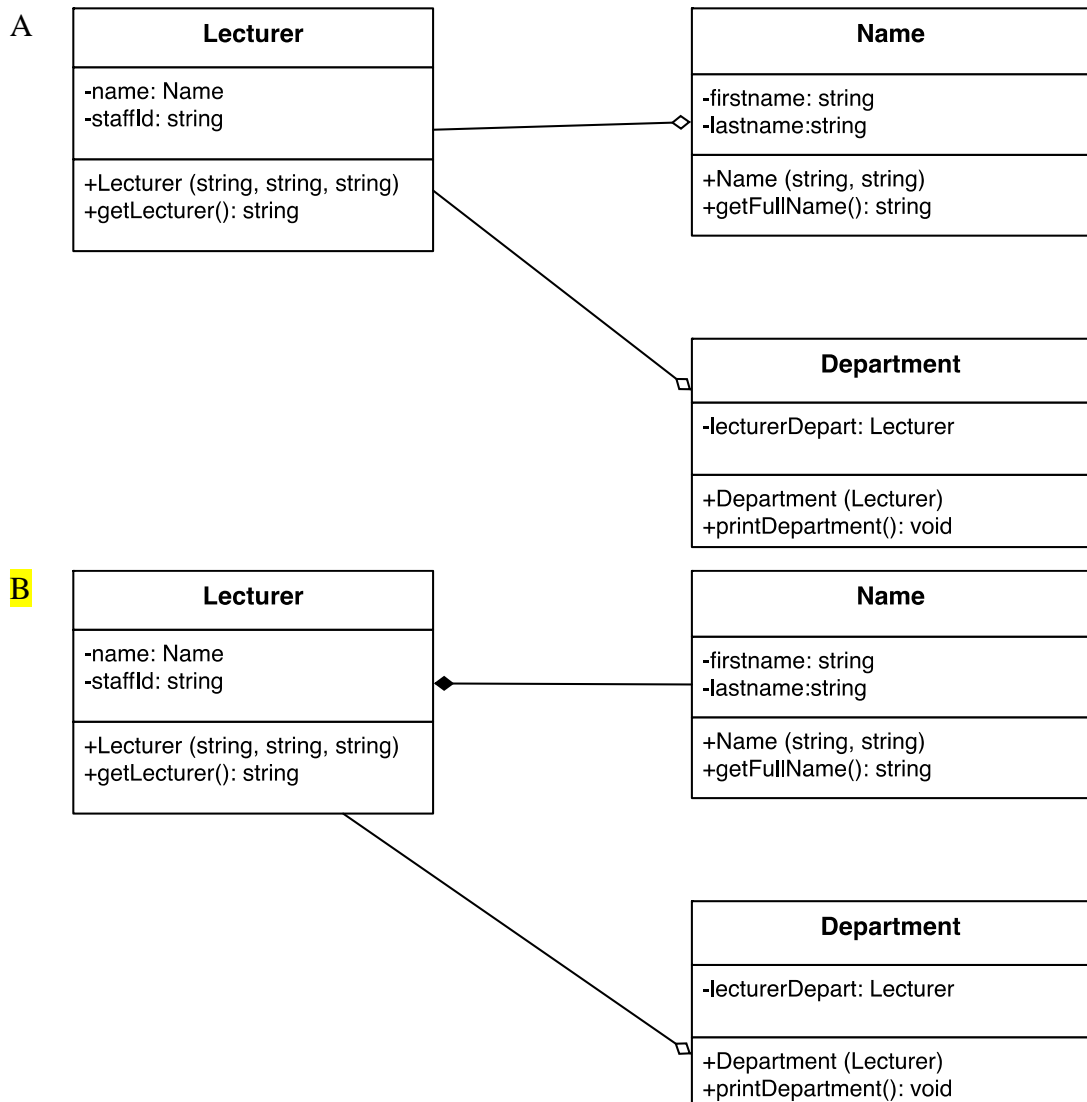 A
Lecturer
-name: Name
-staffId: string
+Lecturer (string, string, string)
+getLecturer(): string
Name
-firstname: string
-lastname:string
+Name (string, string)
+getFullName(): string
Department
-lecturerDepart: Lecturer
+Department (Lecturer)
+printDepartment(): void
B
Lecturer
-name: Name
-staffId: string
+Lecturer (string, string, string)
+getLecturer(): string
Name
-firstname: string
-lastname:string
+Name (string, string)
+getFullName(): string
Department
-lecturerDepart: Lecturer
+Department (Lecturer)
+printDepartment(): void